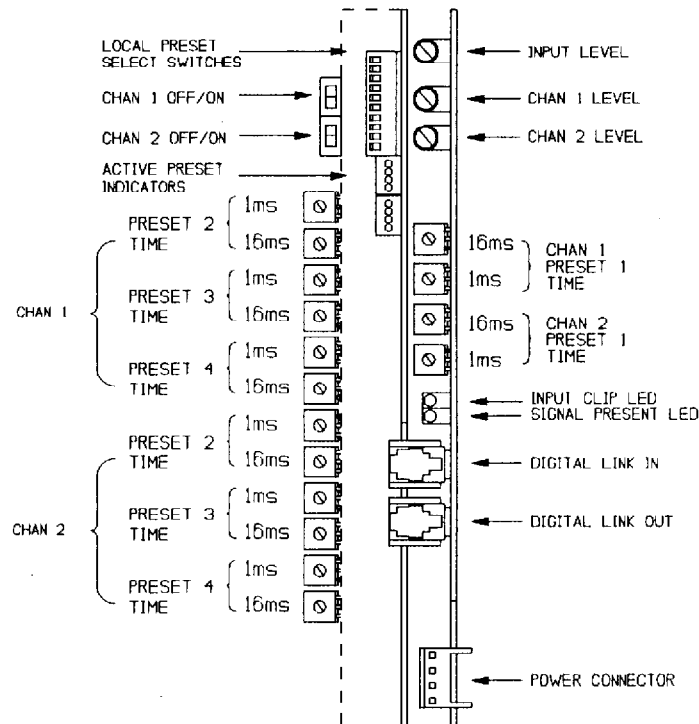 LOCAL PRESET
SELECT SWITCHES
CHAN 1 OFF/ON
CHAN 2 OFF/ON
ACTIVE PRESET
INDICATORS
CHAN 1
PRESET 2
TIME
1ms
16ms
PRESET 3
TIME
1ms
16ms
PRESET 4
TIME
1ms
16ms
CHAN 2
PRESET 2
TIME
1ms
16ms
PRESET 3
TIME
1ms
16ms
PRESET 4
TIME
1ms
16ms
INPUT LEVEL
CHAN 1 LEVEL
CHAN 2 LEVEL
16ms
1ms
CHAN 1
PRESET 1
TIME
16ms
1ms
CHAN 2
PRESET 1
TIME
INPUT CLIP LED
SIGNAL PRESENT LED
DIGITAL LINK IN
DIGITAL LINK OUT
POWER CONNECTOR